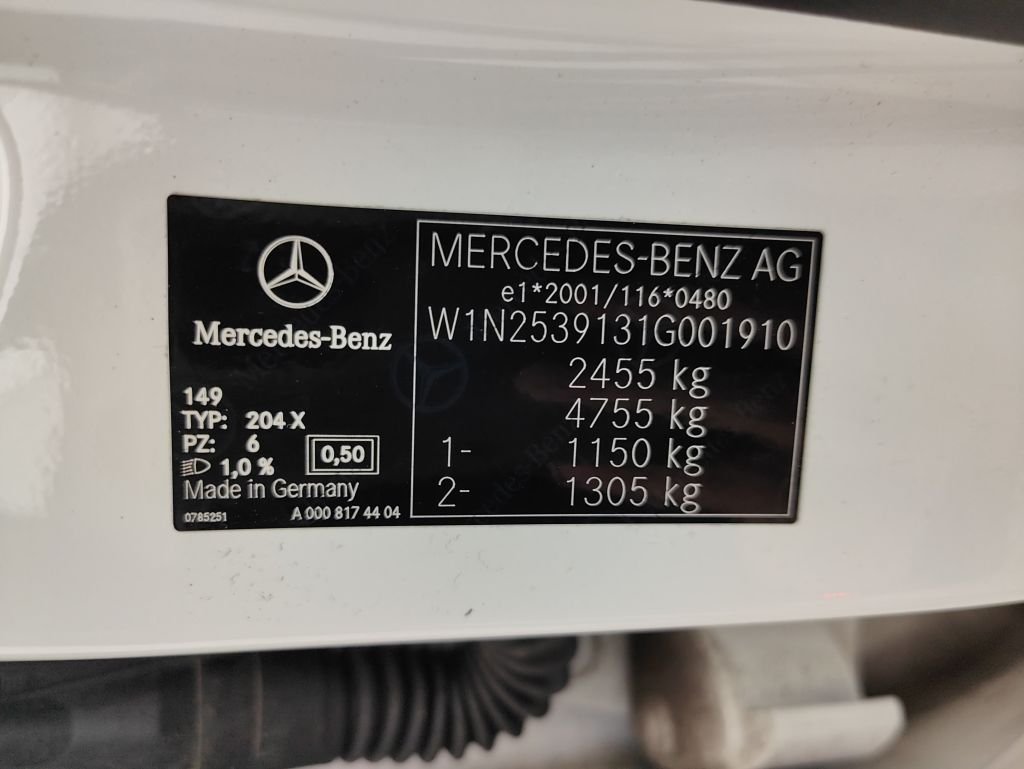 Mercedes-Benz
149
TYP: 204 X
PZ: 6
1,0 %
0,50
Made in Germany
0785251 A 000 817 44 04
MERCEDES-BENZ AG
e1*2001/116*0480
W1N2539131G001910
2455 kg
4755 kg
1- 1150 kg
2- 1305 kg